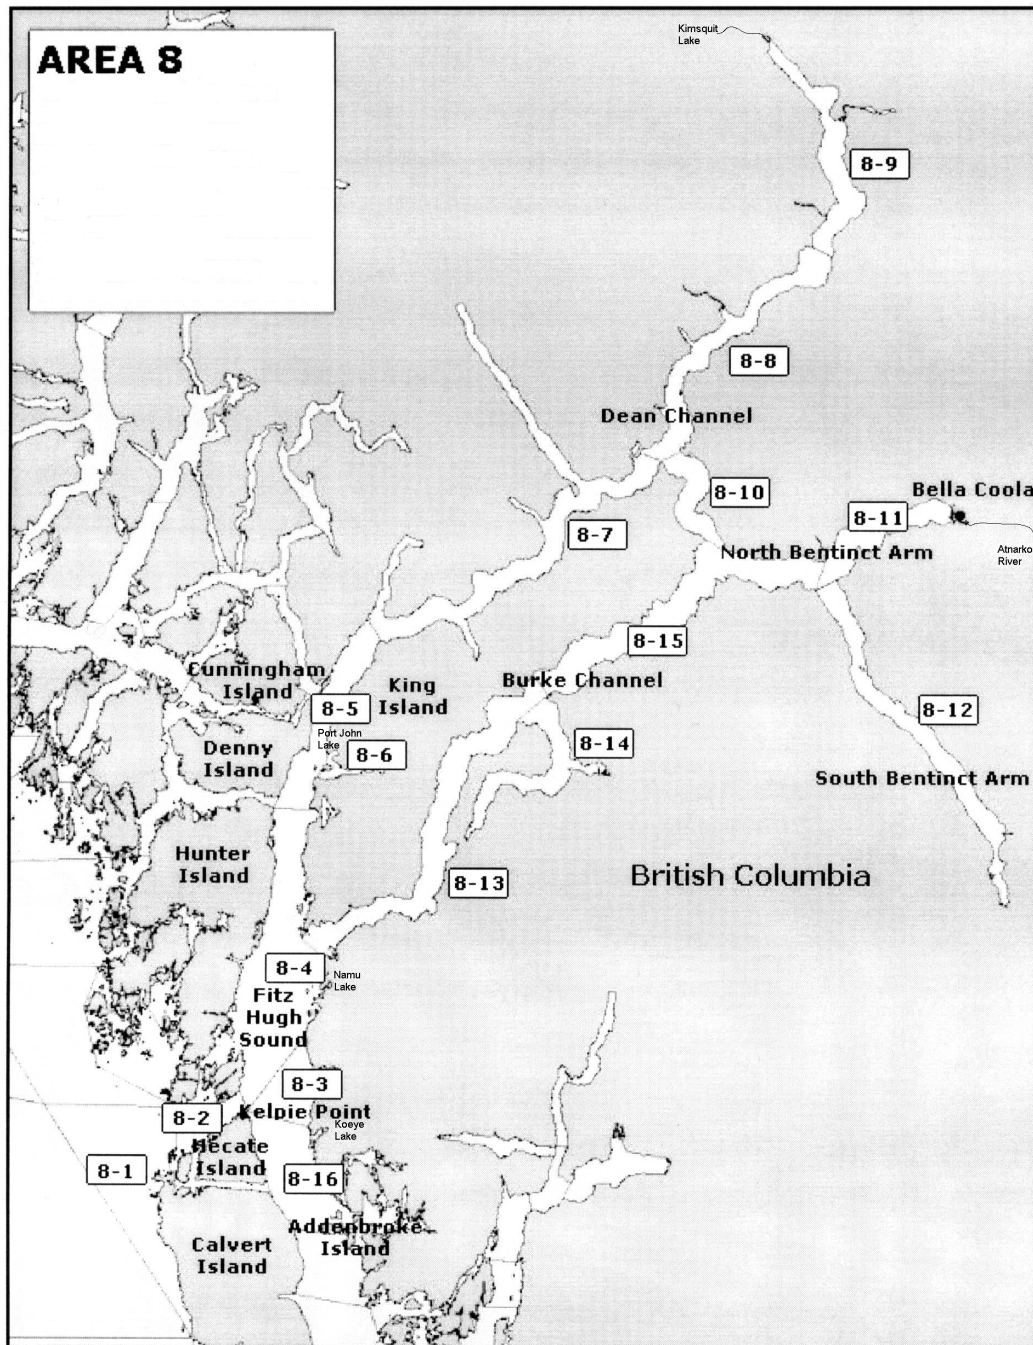 Kimsquit
Lake
AREA 8
8-9
8-8
Dean Channel
8-10
Bella Coola
8-11
8-7
North Bentinct Arm
Atnarko
River
8-15
Cunningham
Island
King
Island
Burke Channel
8-5
8-12
Port John
Lake
8-6
8-14
Denny
Island
South Bentinct Arm
Hunter
Island
8-13
British Columbia
8-4
Namu
Lake
Fitz
Hugh
Sound
8-3
8-2
Kelpie Point
Koeye
Lake
Hecate
Island
8-1
8-16
Addenbroke
Island
Calvert
Island